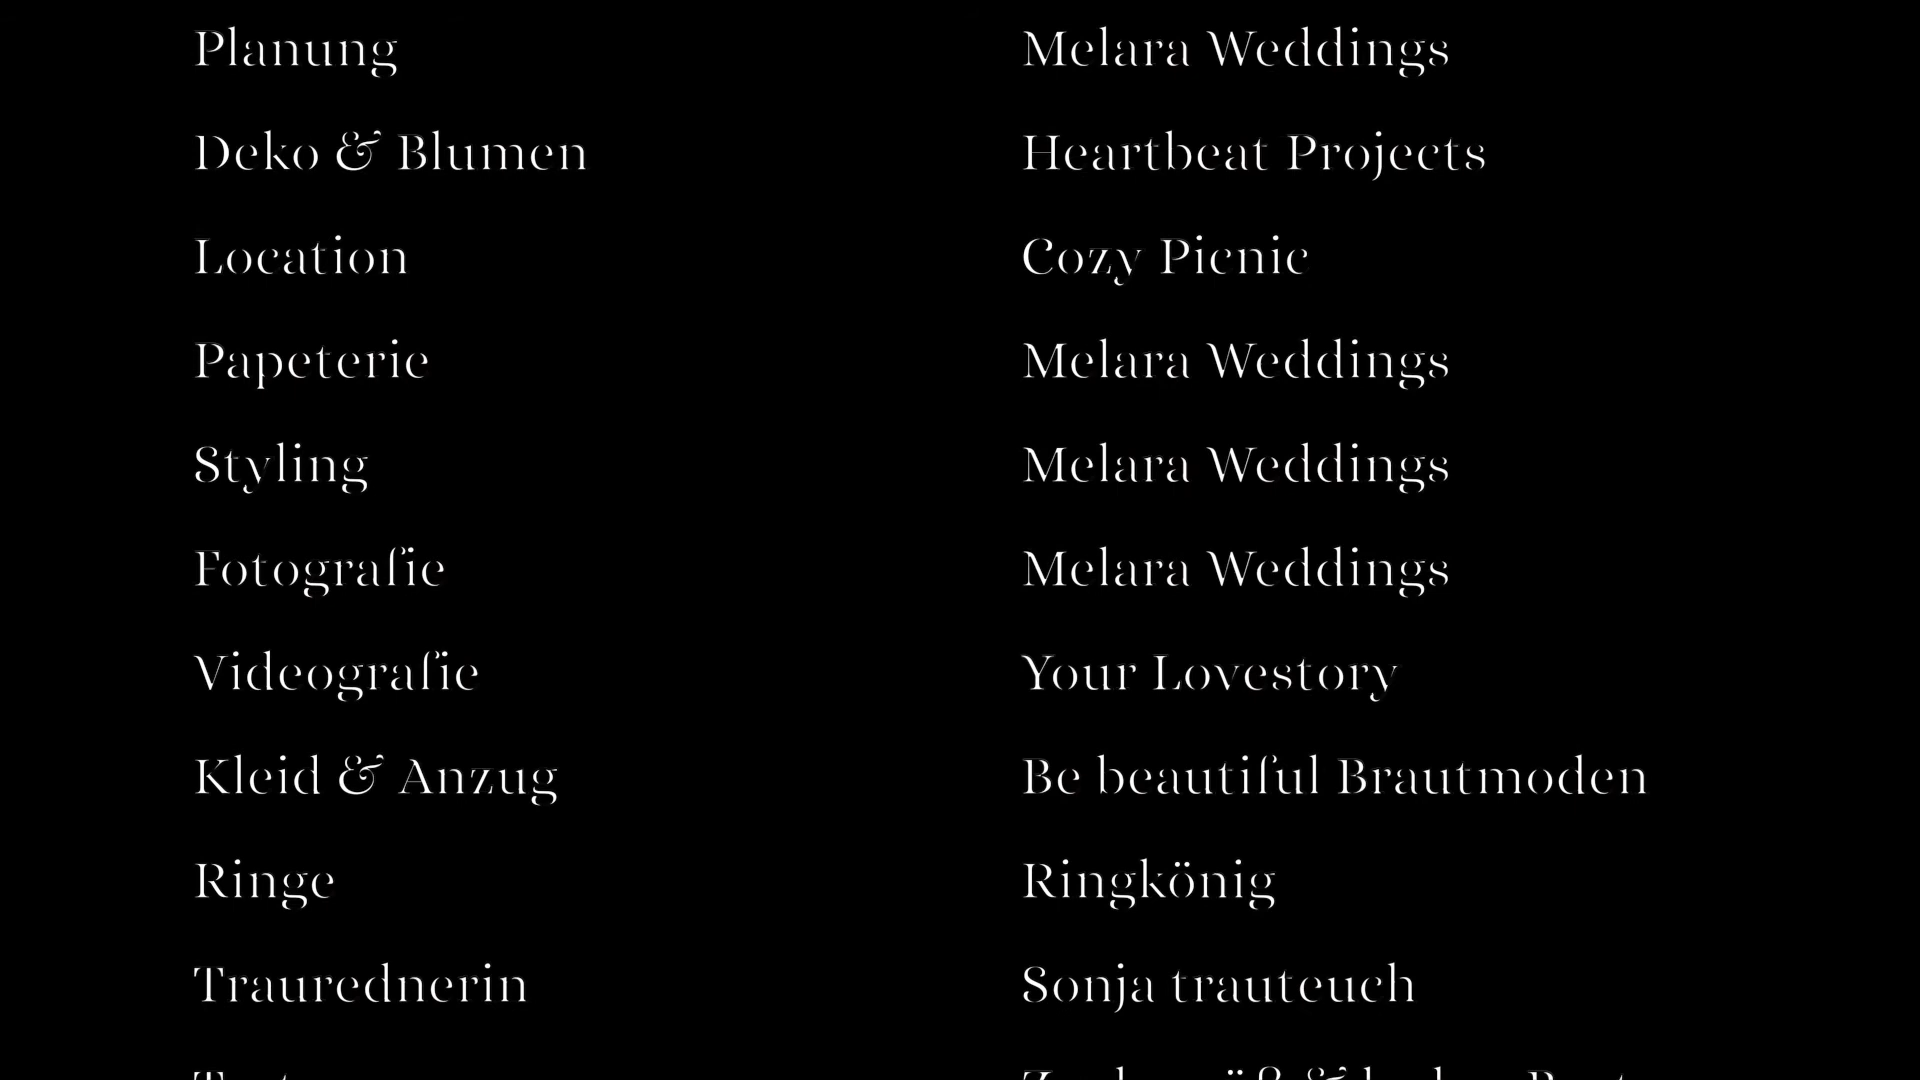 Planung Melara Weddings
Deko & Blumen Heartbeat Projects
Location Cozy Picnic
Papeterie Melara Weddings
Styling Melara Weddings
Fotografie Melara Weddings
Videografie Your Lovestory
Kleid & Anzug Be beautiful Brautmoden
Ringe Ringkönig
Traurednerin Sonja trauteuch